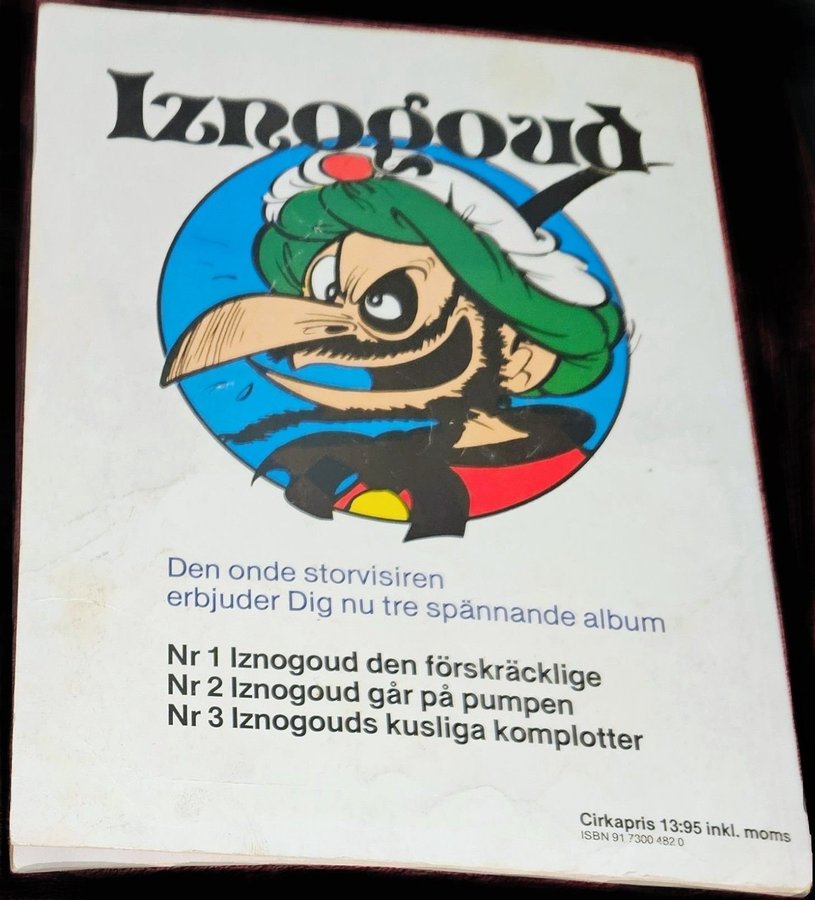 Iznogoud
Den onde storvisiren
erbjuder Dig nu tre spännande album
Nr 1 Iznogoud den förskräcklige
Nr 2 Iznogoud går på pumpen
Nr 3 Iznogouds kusliga komplotter
Cirkapris 13:95 inkl. moms
ISBN 91 7300 482 0